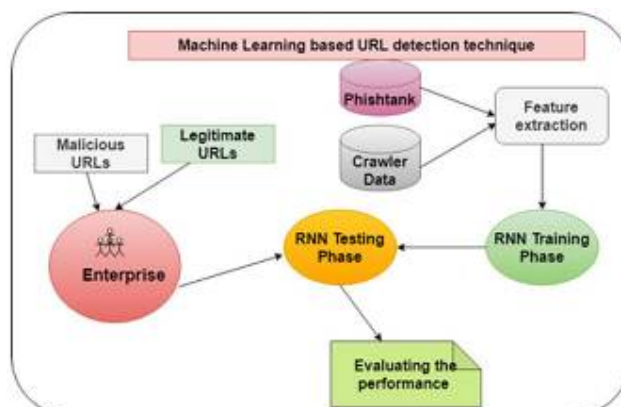 Machine Learning based URL detection technique
Phishtank
Feature
extraction
Malicious
URLs
Legitimate
URLs
Crawler
Data
Enterprise
RNN Testing
Phase
RNN Training
Phase
Evaluating the
performance